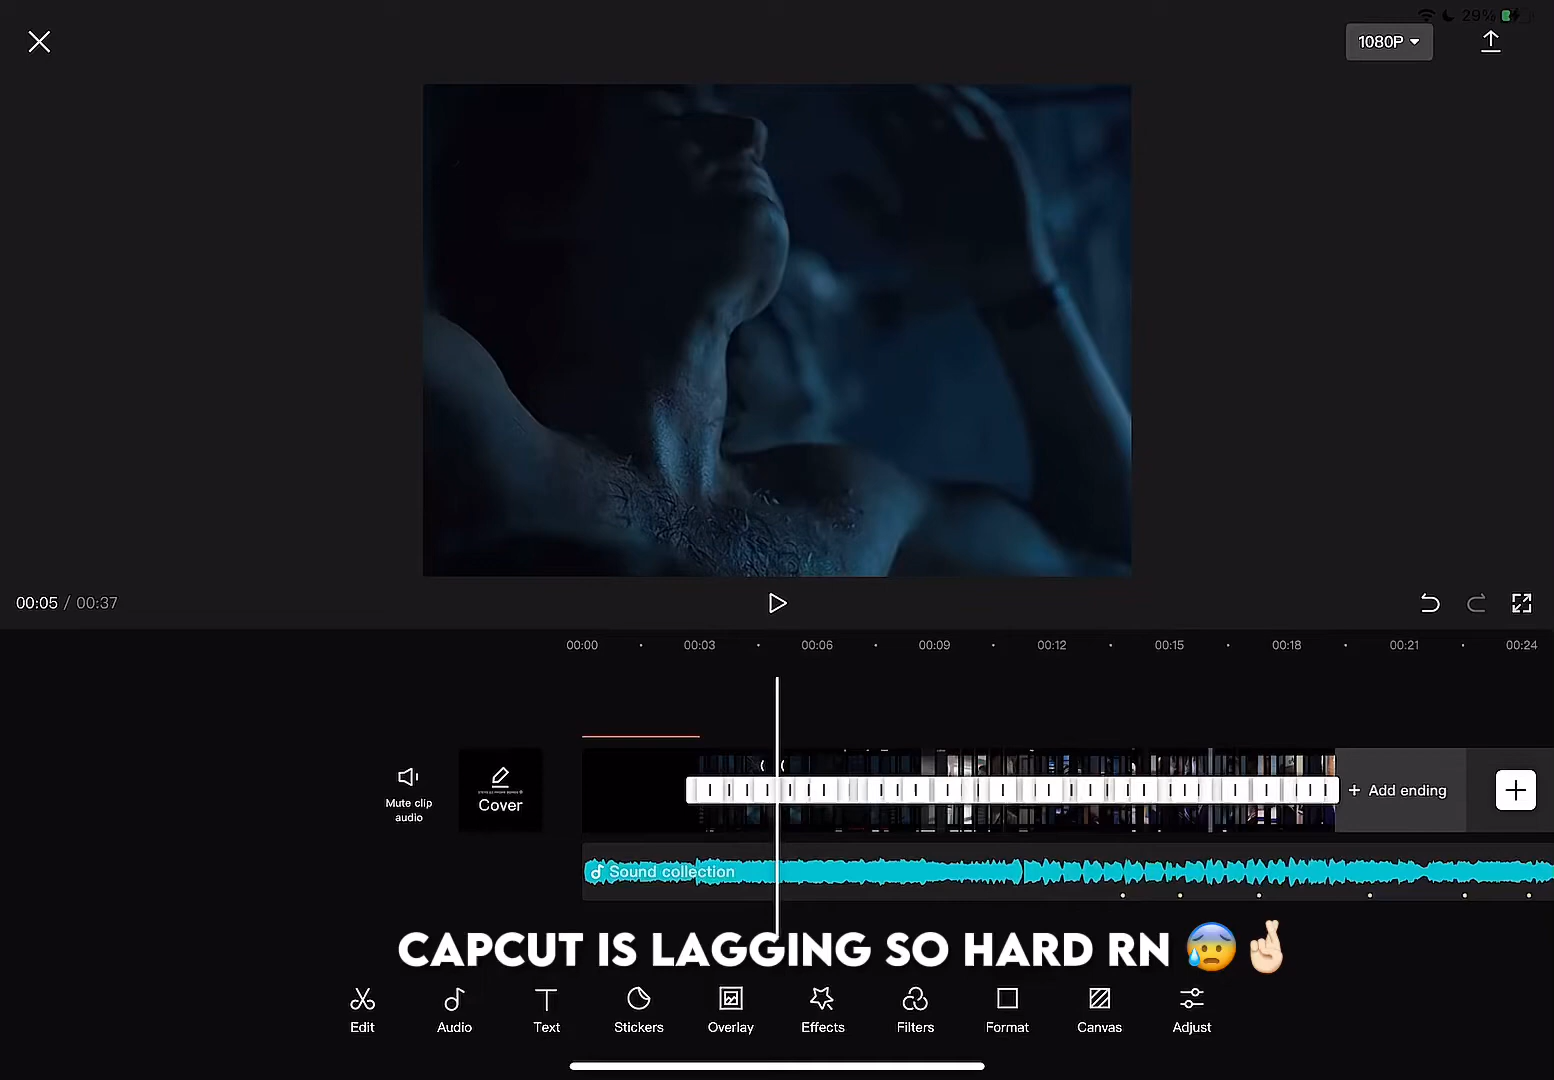 29%
1080P
00:05 / 00:37
00:00 00:03 00:06 00:09 00:12 00:15 00:18 00:21 00:24
Mute clip
audio
Cover
+ Add ending
Sound collection
CAPCUT IS LAGGING SO HARD RN 😰🤞🏻
Edit Audio Text Stickers Overlay Effects Filters Format Canvas Adjust